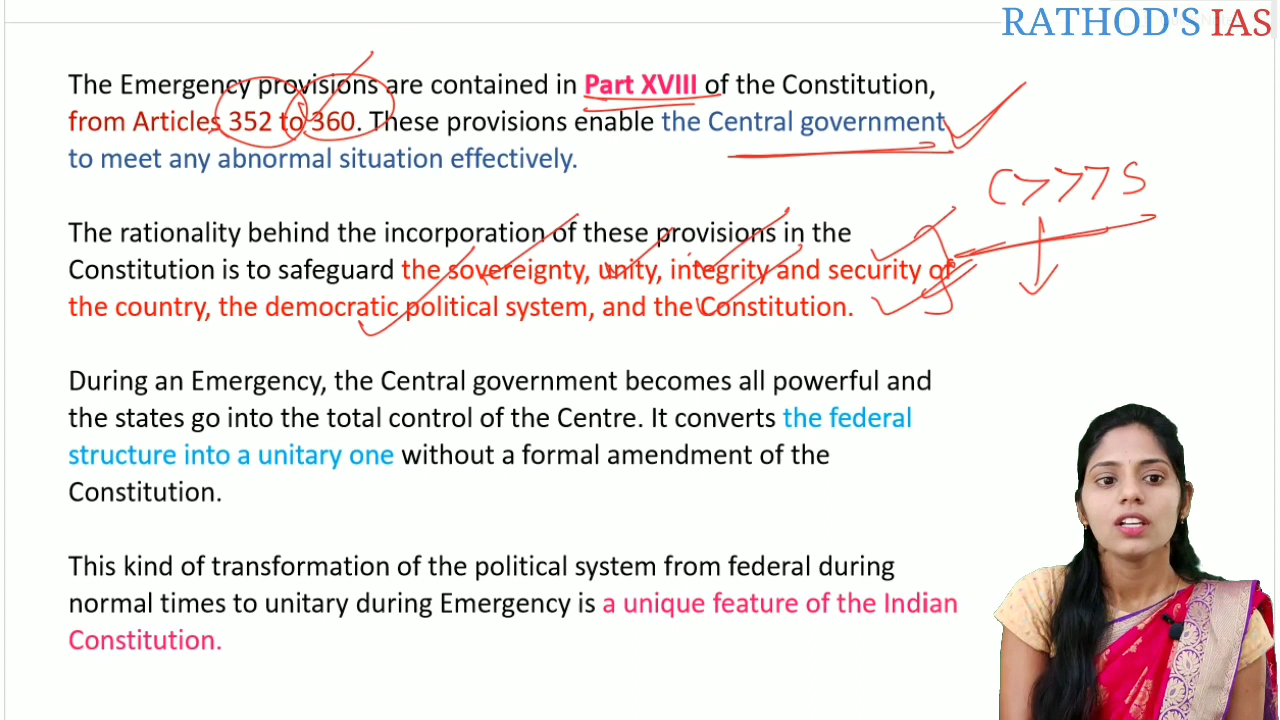 RATHOD'S IAS
The Emergency provisions are contained in Part XVIII of the Constitution,
from Articles 352 to 360. These provisions enable the Central government
to meet any abnormal situation effectively.
C>>>S
The rationality behind the incorporation of these provisions in the
Constitution is to safeguard the sovereignty, unity, integrity and security of
the country, the democratic political system, and the Constitution.
During an Emergency, the Central government becomes all powerful and
the states go into the total control of the Centre. It converts the federal
structure into a unitary one without a formal amendment of the
Constitution.
This kind of transformation of the political system from federal during
normal times to unitary during Emergency is a unique feature of the Indian
Constitution.